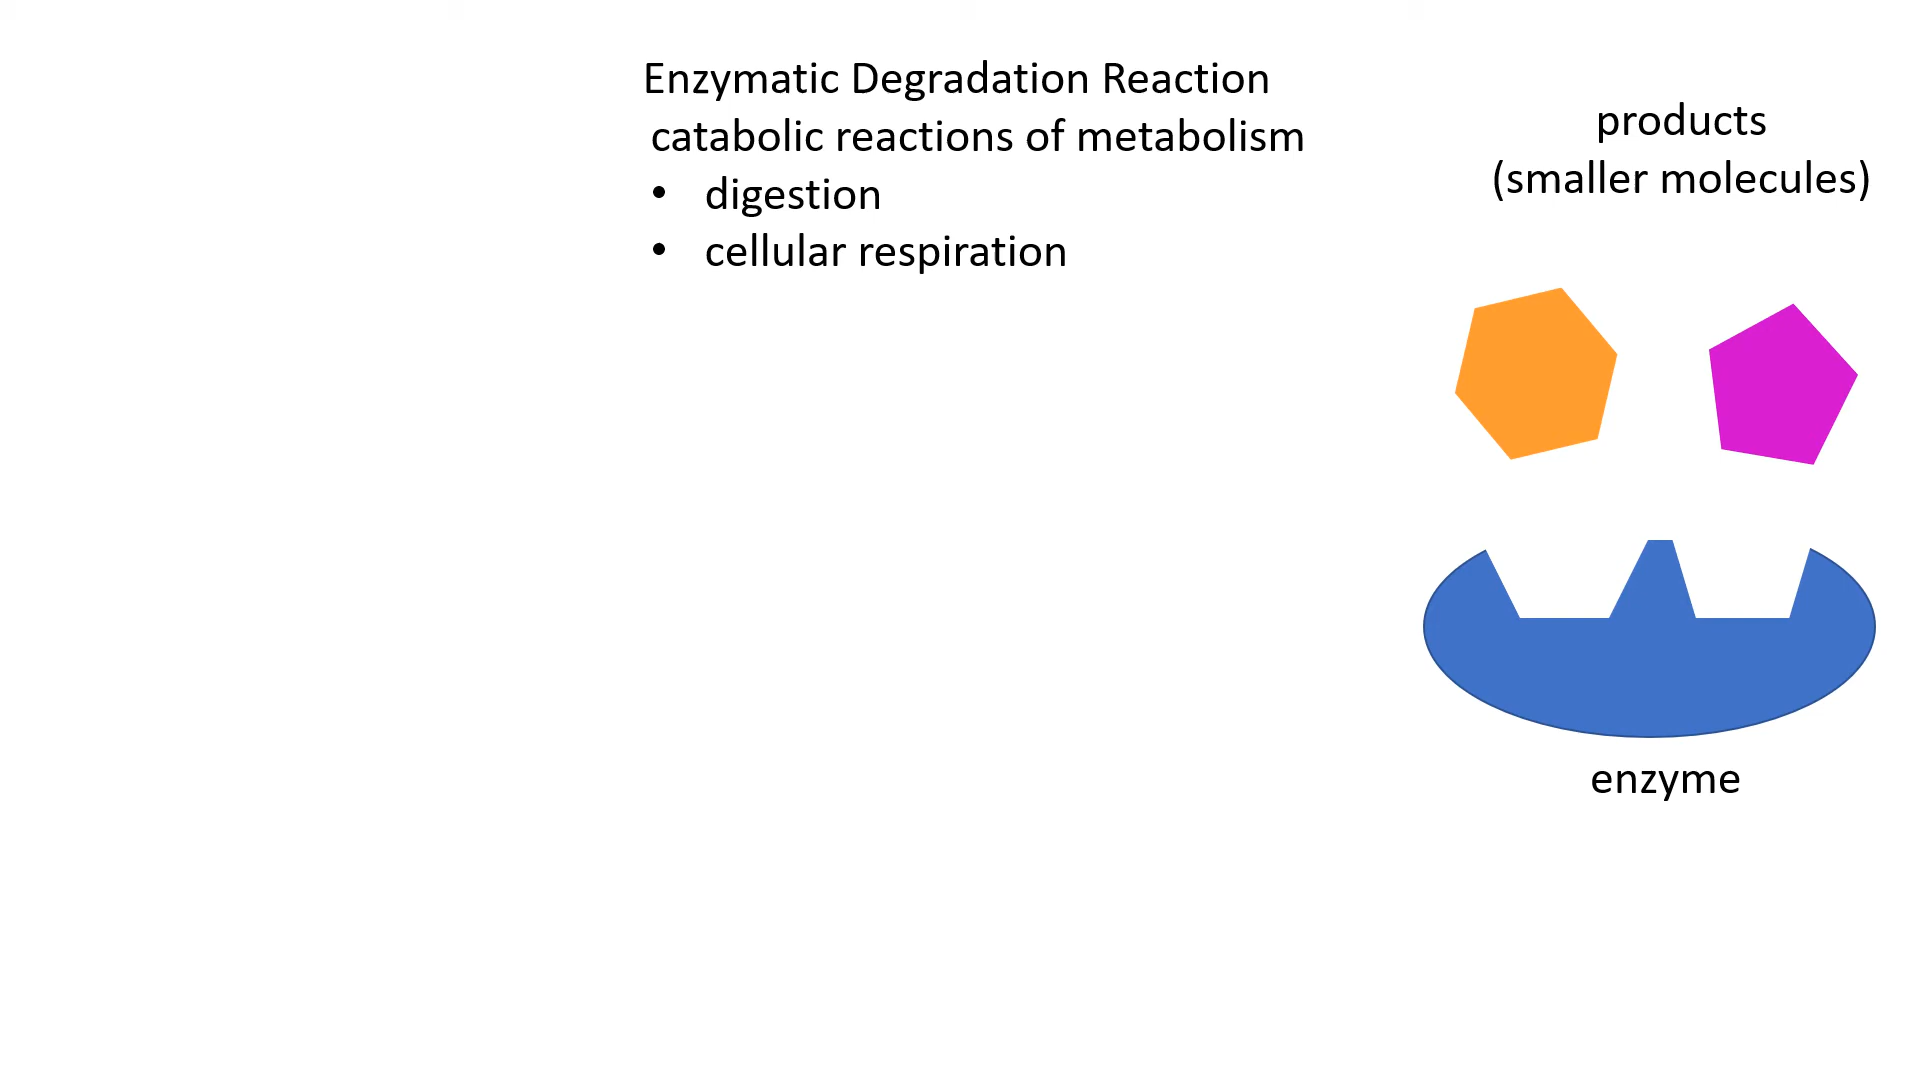 Enzymatic Degradation Reaction
catabolic reactions of metabolism
• digestion
• cellular respiration
products
(smaller molecules)
enzyme